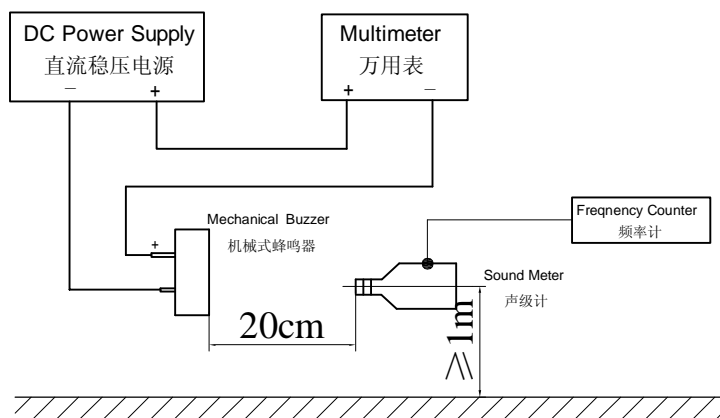 DC Power Supply
直流稳压电源
− +
Multimeter
万用表
+ −
Mechanical Buzzer
机械式蜂鸣器
+
Freqnency Counter
频率计
Sound Meter
声级计
20cm
≥1m